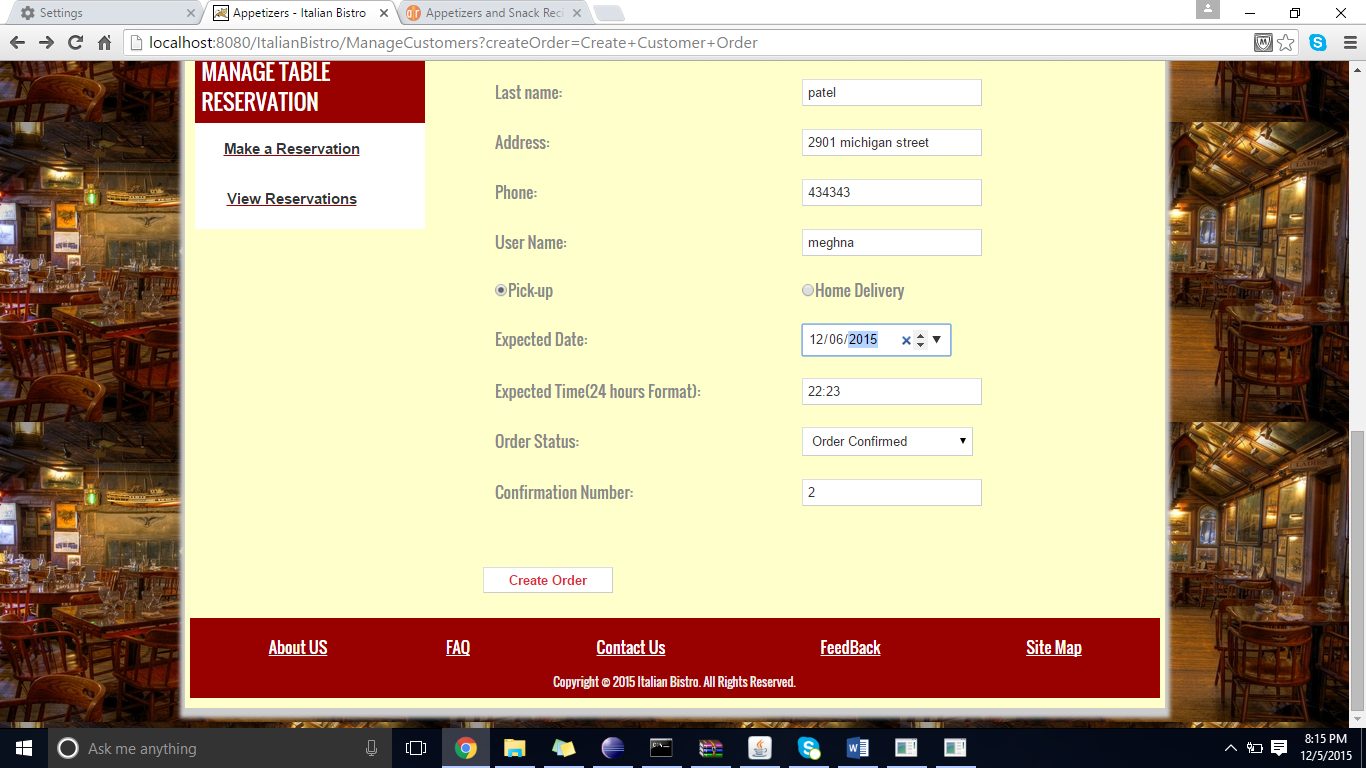 Settings
Appetizers - Italian Bistro
Appetizers and Snack Reci
localhost:8080/ItalianBistro/ManageCustomers?createOrder=Create+Customer+Order
MANAGE TABLE
RESERVATION
Make a Reservation
View Reservations
Last name:
patel
Address:
2901 michigan street
Phone:
434343
User Name:
meghna
Pick-up
Home Delivery
Expected Date:
12/06/2015
Expected Time(24 hours Format):
22:23
Order Status:
Order Confirmed
Confirmation Number:
2
Create Order
About US
FAQ
Contact Us
FeedBack
Site Map
Copyright © 2015 Italian Bistro. All Rights Reserved.
Ask me anything
8:15 PM
12/5/2015